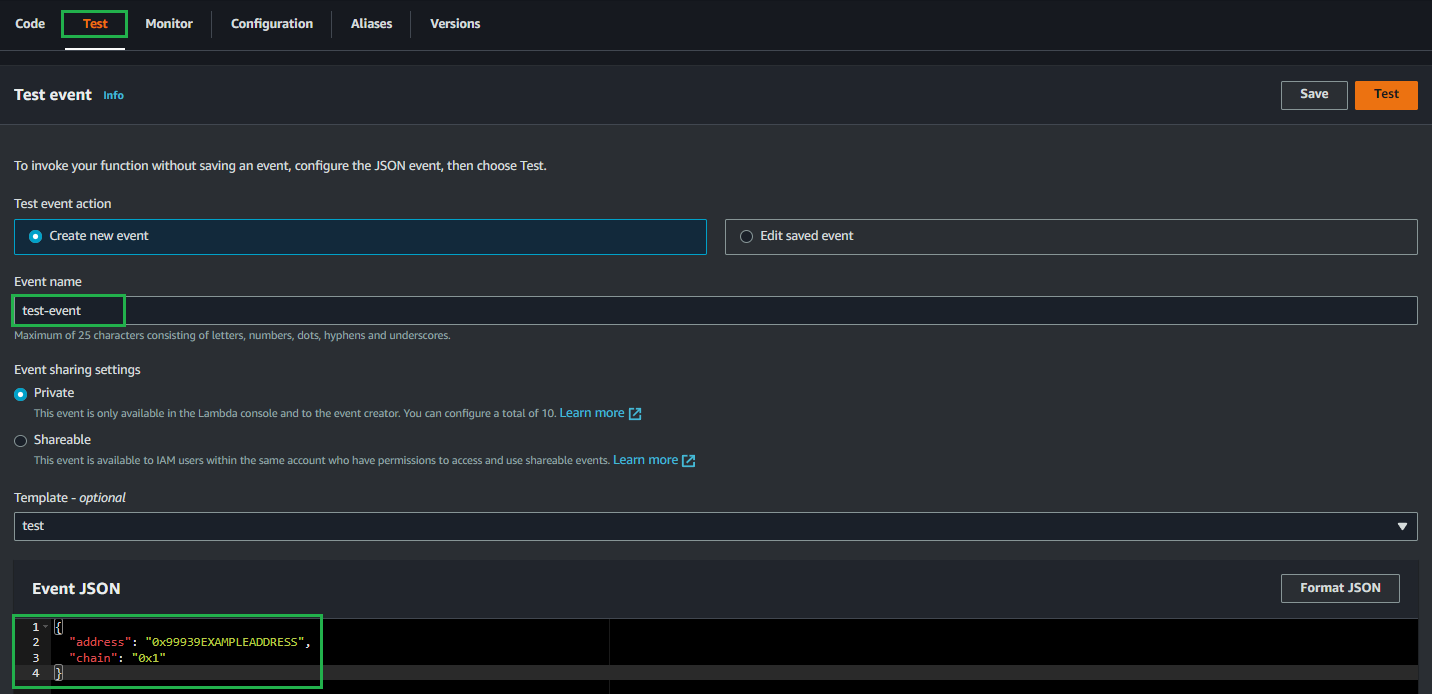 Code Test Monitor Configuration Aliases Versions
Test event Info Save Test
To invoke your function without saving an event, configure the JSON event, then choose Test.
Test event action
Create new event Edit saved event
Event name
test-event
Maximum of 25 characters consisting of letters, numbers, dots, hyphens and underscores.
Event sharing settings
Private
This event is only available in the Lambda console and to the event creator. You can configure a total of 10. Learn more
Shareable
This event is available to IAM users within the same account who have permissions to access and use shareable events. Learn more
Template - optional
test
Event JSON Format JSON
1 {
2 "address": "0x99939EXAMPLEADDRESS",
3 "chain": "0x1"
4 }